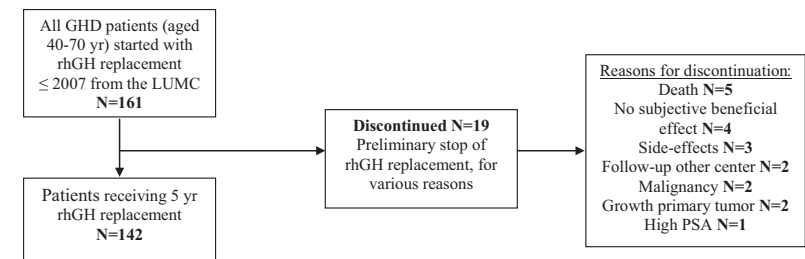 All GHD patients (aged
40-70 yr) started with
rhGH replacement
≤ 2007 from the LUMC
N=161
Discontinued N=19
Preliminary stop of
rhGH replacement, for
various reasons
Reasons for discontinuation:
Death N=5
No subjective beneficial
effect N=4
Side-effects N=3
Follow-up other center N=2
Malignancy N=2
Growth primary tumor N=2
High PSA N=1
Patients receiving 5 yr
rhGH replacement
N=142